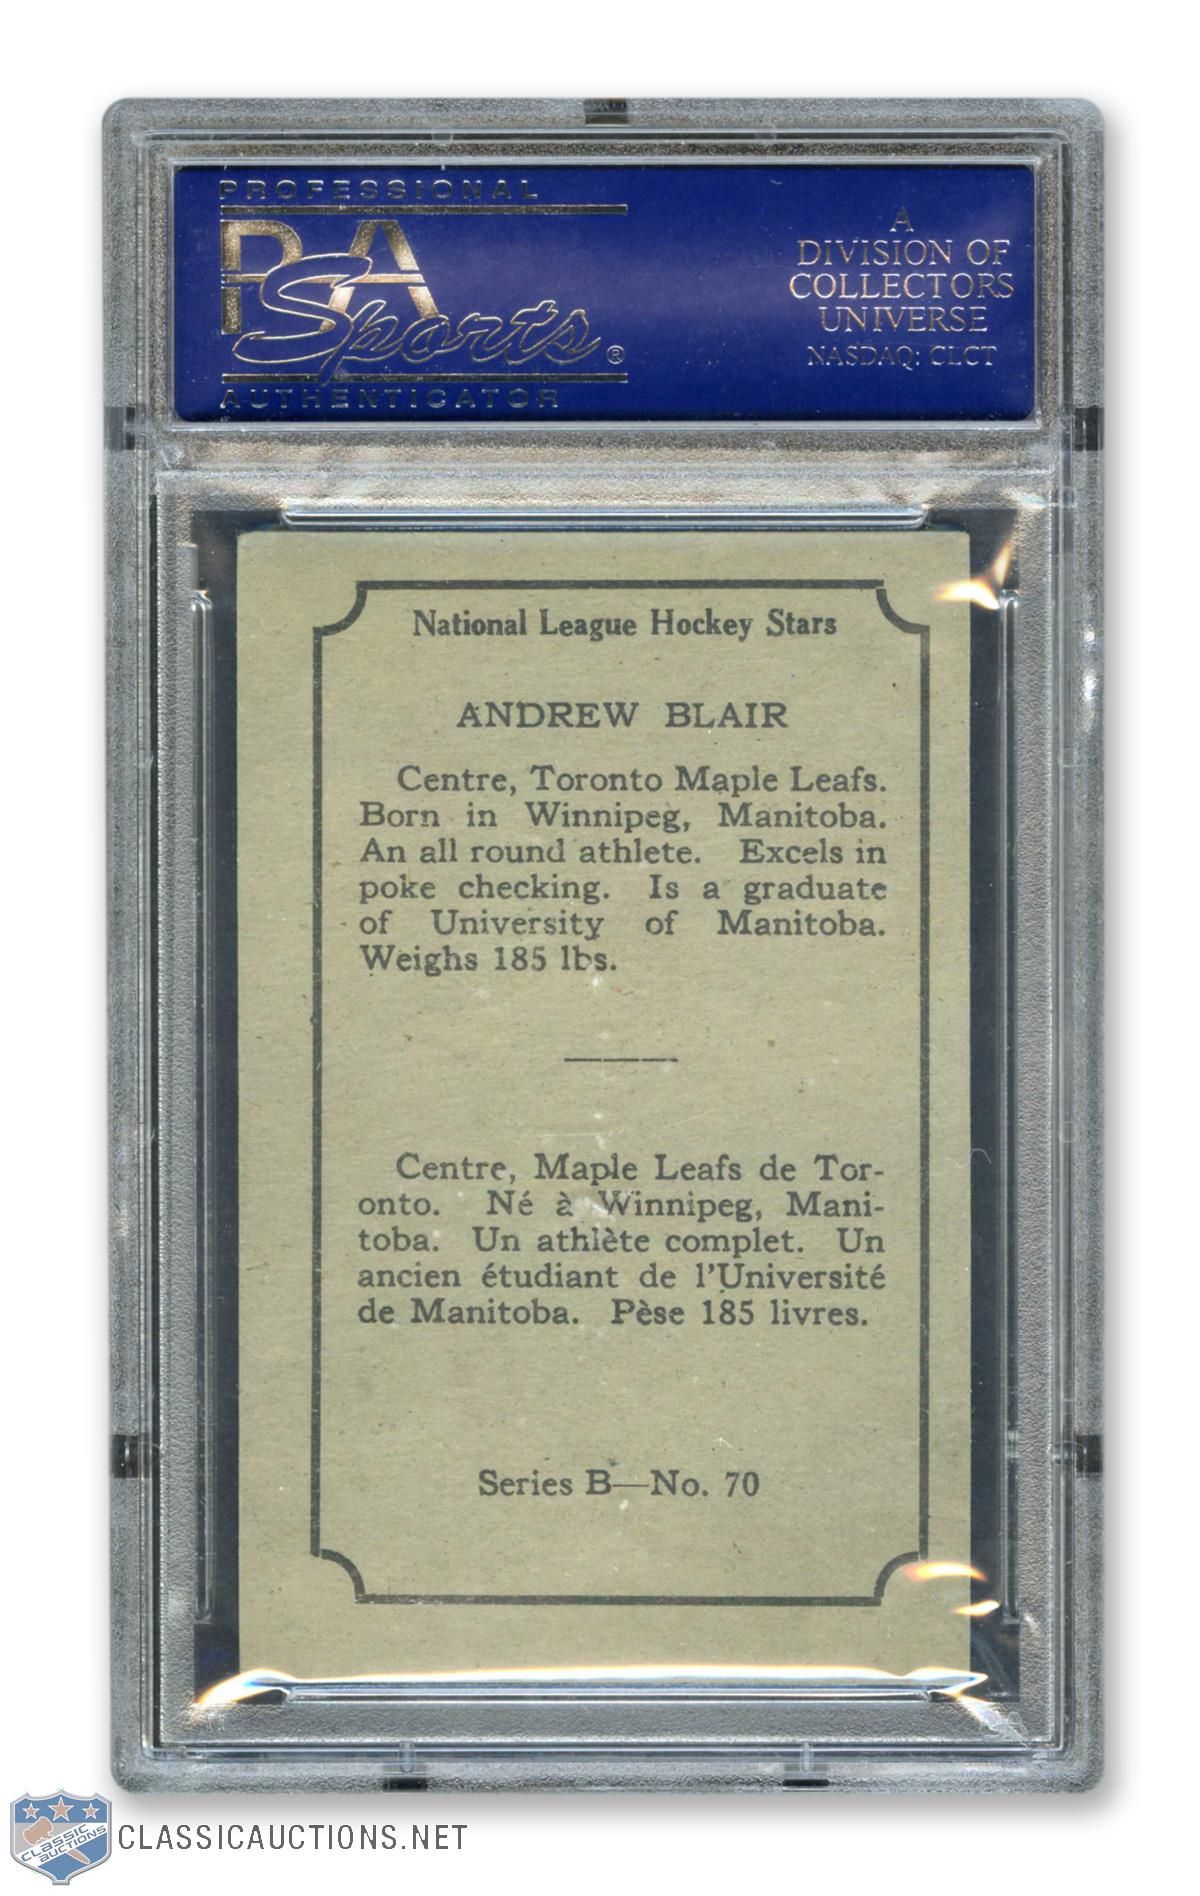 PROFESSIONAL
PSA
Sports®
AUTHENTICATOR
A
DIVISION OF
COLLECTORS
UNIVERSE
NASDAQ: CLCT
National League Hockey Stars
ANDREW BLAIR
Centre, Toronto Maple Leafs.
Born in Winnipeg, Manitoba.
An all round athlete. Excels in
poke checking. Is a graduate
of University of Manitoba.
Weighs 185 lbs.
Centre, Maple Leafs de Tor-
onto. Né à Winnipeg, Mani-
toba. Un athlète complet. Un
ancien étudiant de l'Université
de Manitoba. Pèse 185 livres.
Series B—No. 70
CLASSIC
AUCTIONS
CLASSICAUCTIONS.NET